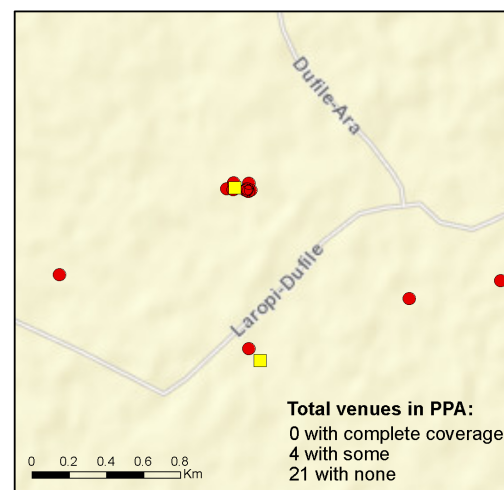 Dufile-Ara
Laropi-Dufile
Total venues in PPA:
0 with complete coverage
4 with some
21 with none
0 0.2 0.4 0.6 0.8
Km